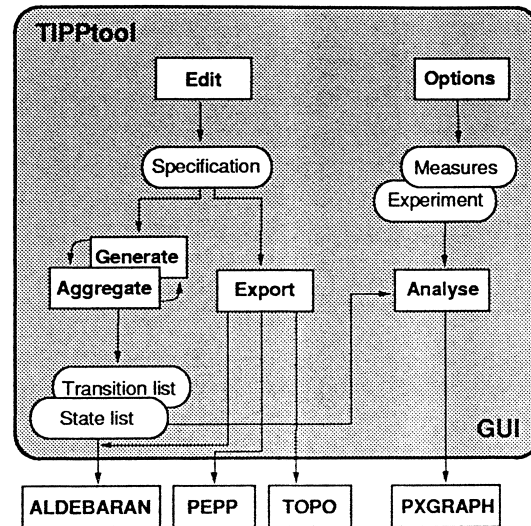 TIPPtool
Edit
Options
Specification
Measures
Experiment
Generate
Aggregate
Export
Analyse
Transition list
State list
GUI
ALDEBARAN
PEPP
TOPO
PXGRAPH